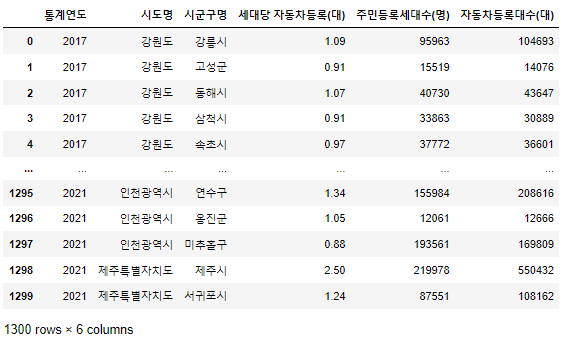 통계연도 시도명 시군구명 세대당 자동차등록(대) 주민등록세대수(명) 자동차등록대수(대)
0 2017 강원도 강릉시 1.09 95963 104693
1 2017 강원도 고성군 0.91 15519 14076
2 2017 강원도 동해시 1.07 40730 43647
3 2017 강원도 삼척시 0.91 33863 30889
4 2017 강원도 속초시 0.97 37772 36601
... ... ... ... ... ... ...
1295 2021 인천광역시 연수구 1.34 155984 208616
1296 2021 인천광역시 옹진군 1.05 12061 12666
1297 2021 인천광역시 미추홀구 0.88 193561 169809
1298 2021 제주특별자치도 제주시 2.50 219978 550432
1299 2021 제주특별자치도 서귀포시 1.24 87551 108162
1300 rows × 6 columns